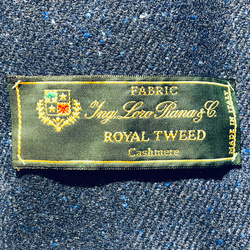 FABRIC
Ing. Loro Piana & C.
ROYAL TWEED
Cashmere
MADE IN ITALY